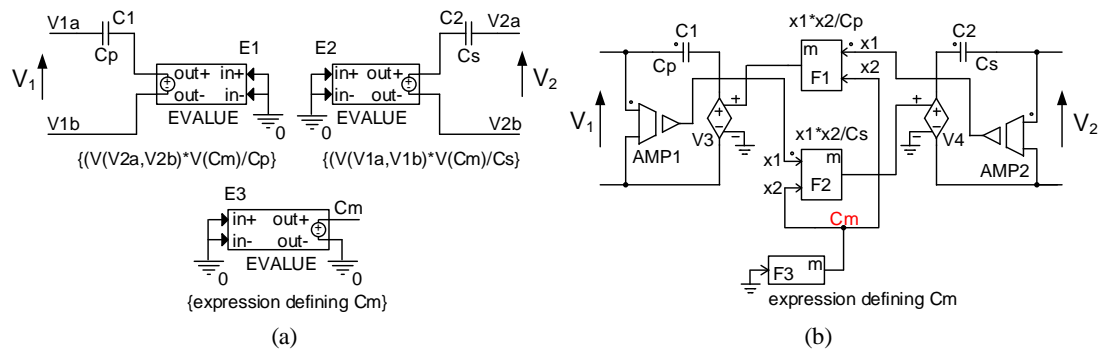 V1a C1 Cp
V1
V1b
E1
out+ in+
out- in-
EVALUE
0
{(V(V2a,V2b)*V(Cm)/Cp}
C2 V2a
Cs
E2
in+ out+
in- out-
EVALUE
0
V2
V2b
{(V(V1a,V1b)*V(Cm)/Cs}
E3
in+ out+ Cm
in- out-
EVALUE
0 0
{expression defining Cm}
(a)
x1*x2/Cp
C1
Cp
m
F1
x1
x2
C2
Cs
V1
AMP1
+
−
V3
x1*x2/Cs
x1
x2
m
F2
+
−
V4
AMP2
V2
Cm
F3 m
expression defining Cm
(b)